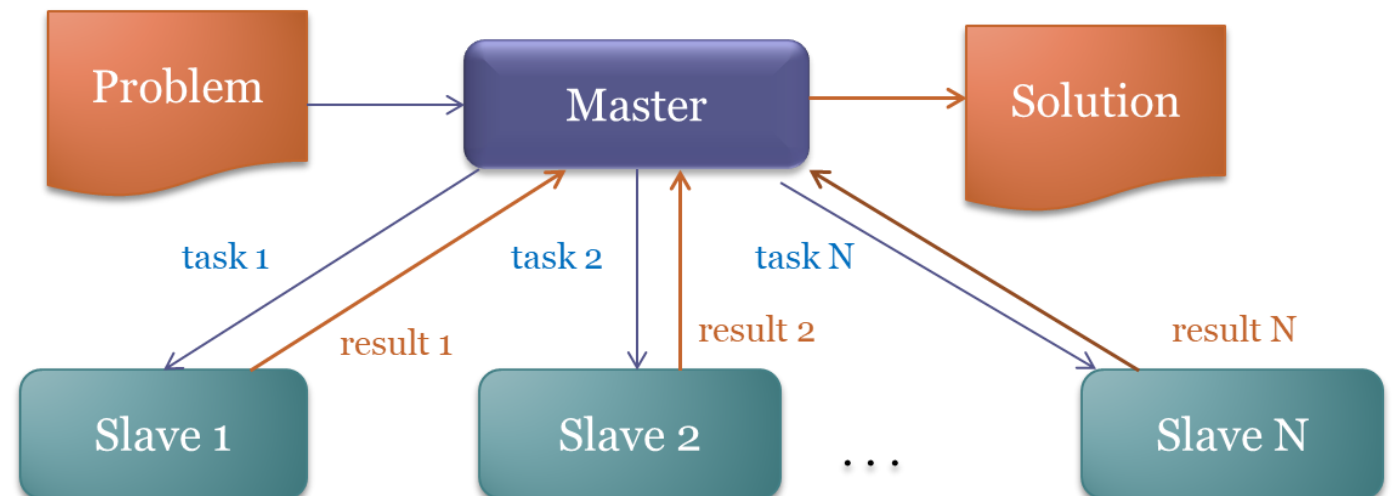 Problem
Master
Solution
task 1
task 2
task N
result 1
result 2
result N
Slave 1
Slave 2
. . .
Slave N